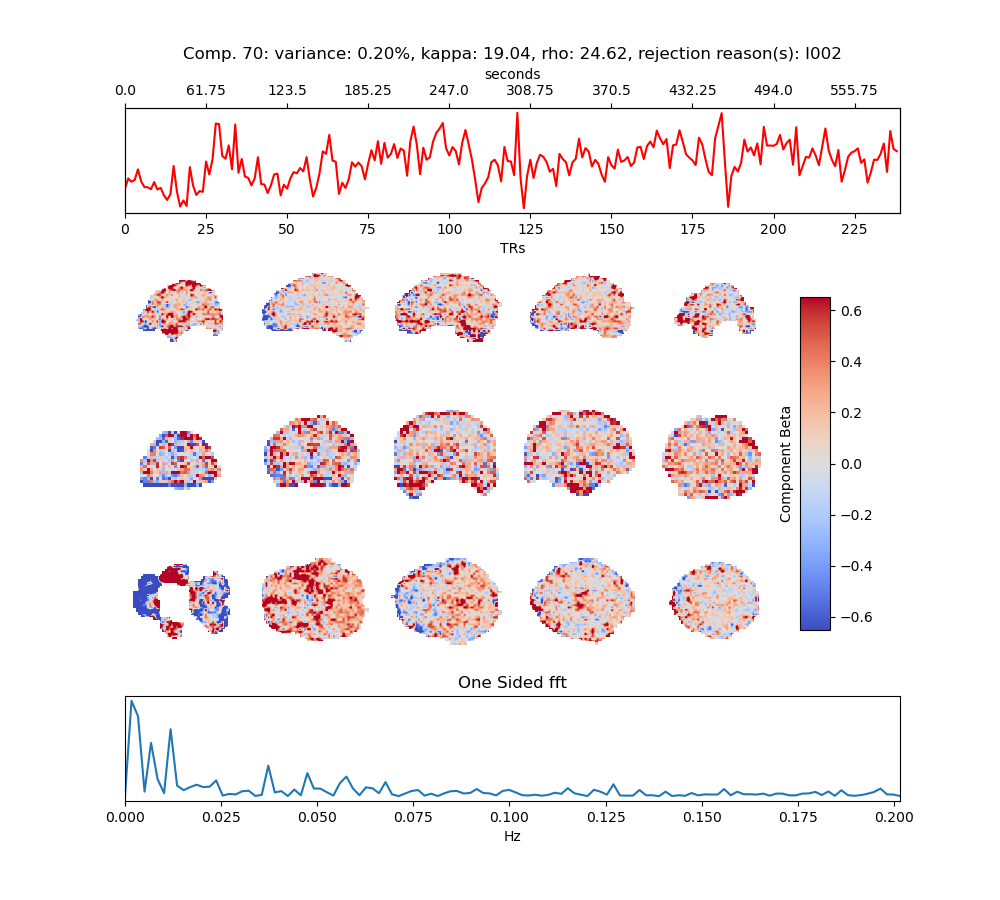 Comp. 70: variance: 0.20%, kappa: 19.04, rho: 24.62, rejection reason(s): I002
seconds
0.0 61.75 123.5 185.25 247.0 308.75 370.5 432.25 494.0 555.75
0 25 50 75 100 125 150 175 200 225
TRs
0.6
0.4
0.2
0.0
−0.2
−0.4
−0.6
Component Beta
One Sided fft
0.000 0.025 0.050 0.075 0.100 0.125 0.150 0.175 0.200
Hz